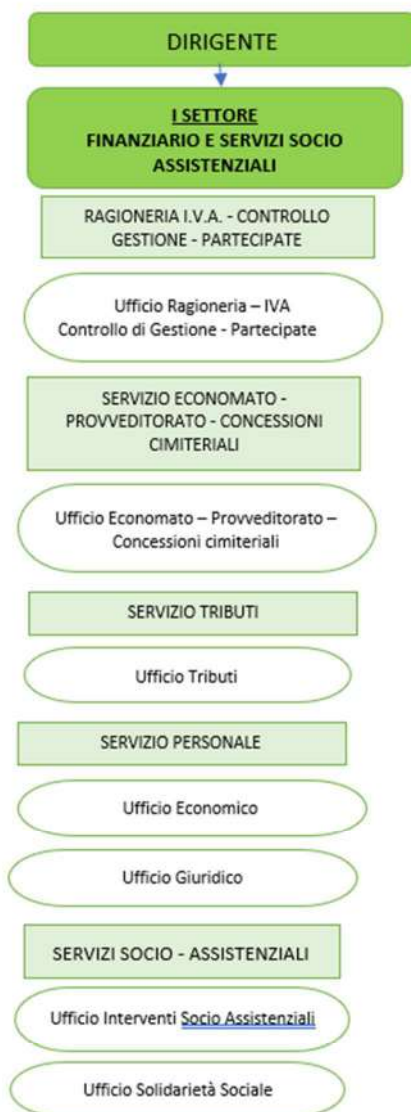 DIRIGENTE
I SETTORE
FINANZIARIO E SERVIZI SOCIO
ASSISTENZIALI
RAGIONERIA I.V.A. - CONTROLLO
GESTIONE - PARTECIPATE
Ufficio Ragioneria – IVA
Controllo di Gestione - Partecipate
SERVIZIO ECONOMATO -
PROVVEDITORATO - CONCESSIONI
CIMITERIALI
Ufficio Economato – Provveditorato –
Concessioni cimiteriali
SERVIZIO TRIBUTI
Ufficio Tributi
SERVIZIO PERSONALE
Ufficio Economico
Ufficio Giuridico
SERVIZI SOCIO - ASSISTENZIALI
Ufficio Interventi Socio Assistenziali
Ufficio Solidarietà Sociale